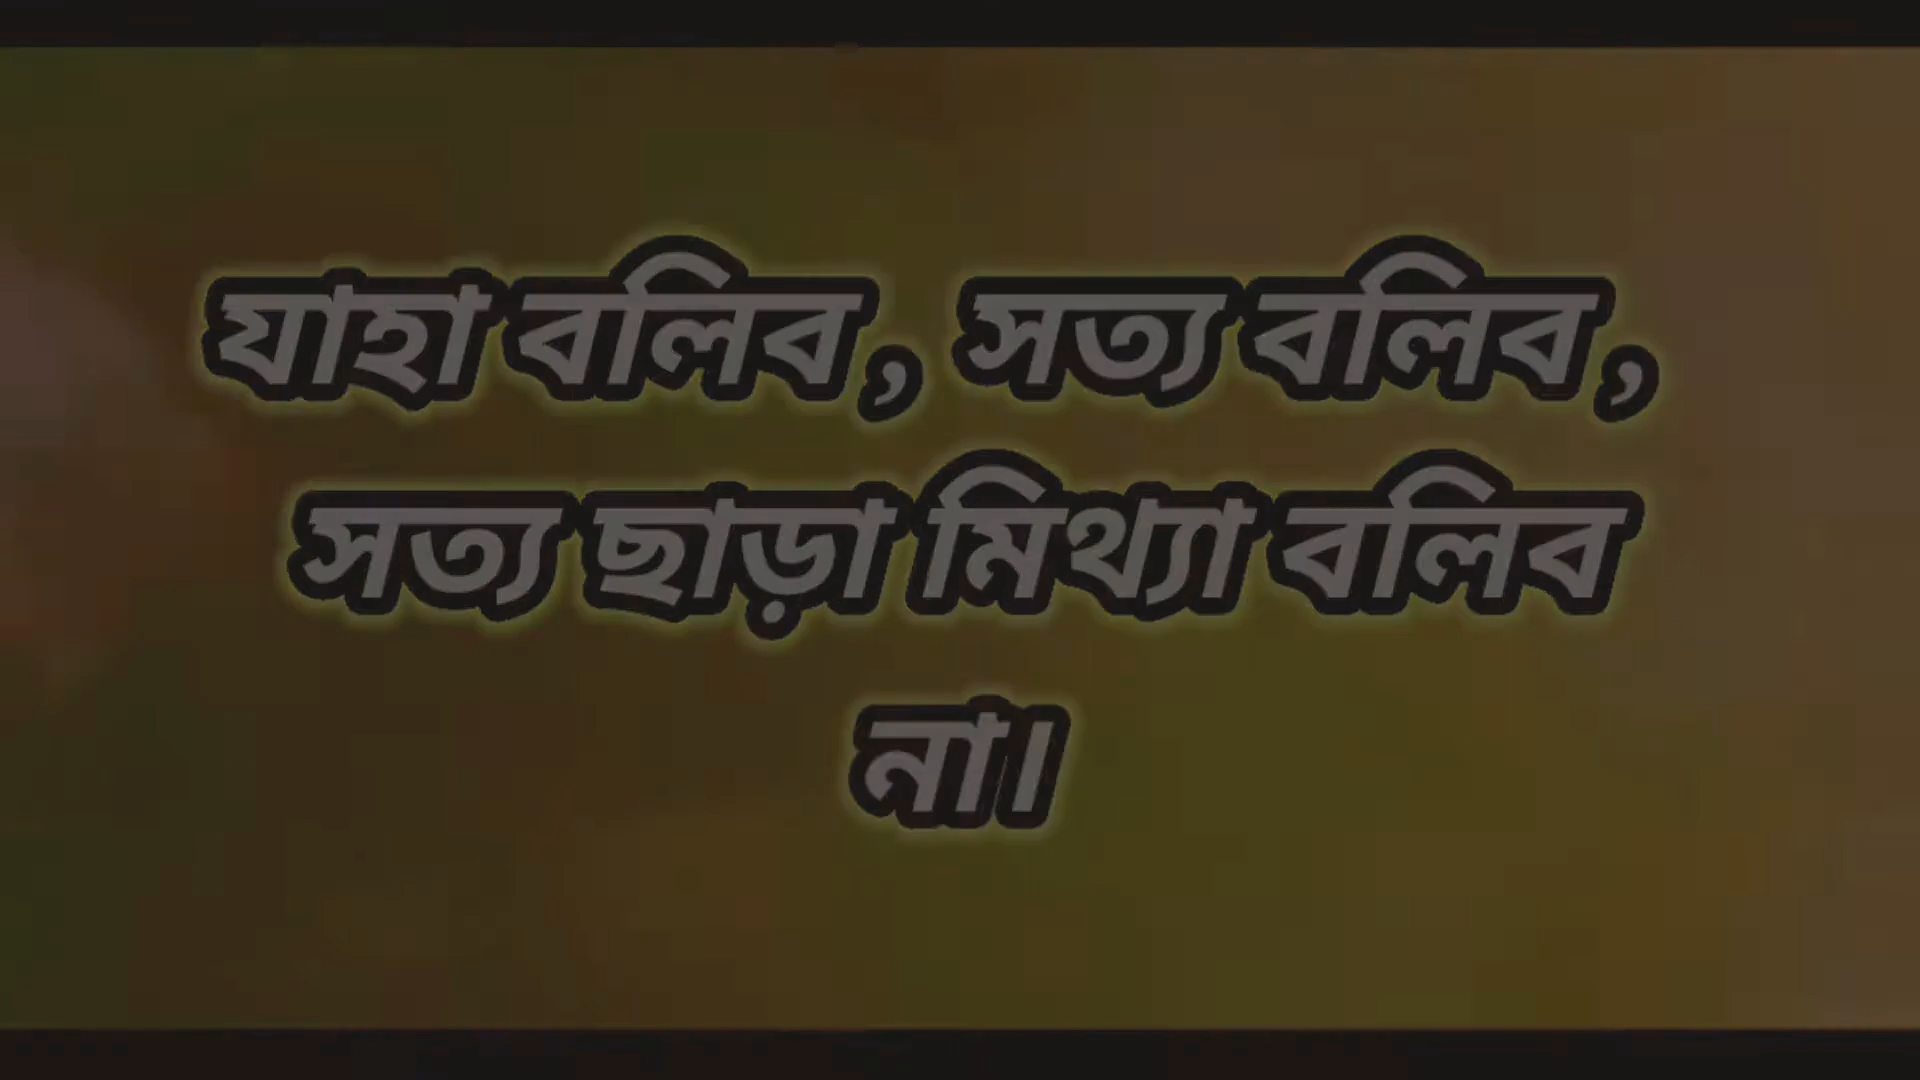 যাহা বলিব, সত্য বলিব,
সত্য ছাড়া মিথ্যা বলিব
না।